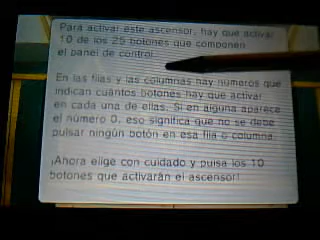 Para activar este ascensor, hay que activar
10 de los 25 botones que componen
el panel de control.
En las filas y las columnas hay números que
indican cuántos botones hay que activar
en cada una de ellas. Si en alguna aparece
el número 0, eso significa que no se debe
pulsar ningún botón en esa fila o columna.
¡Ahora elige con cuidado y pulsa los 10
botones que activarán el ascensor!